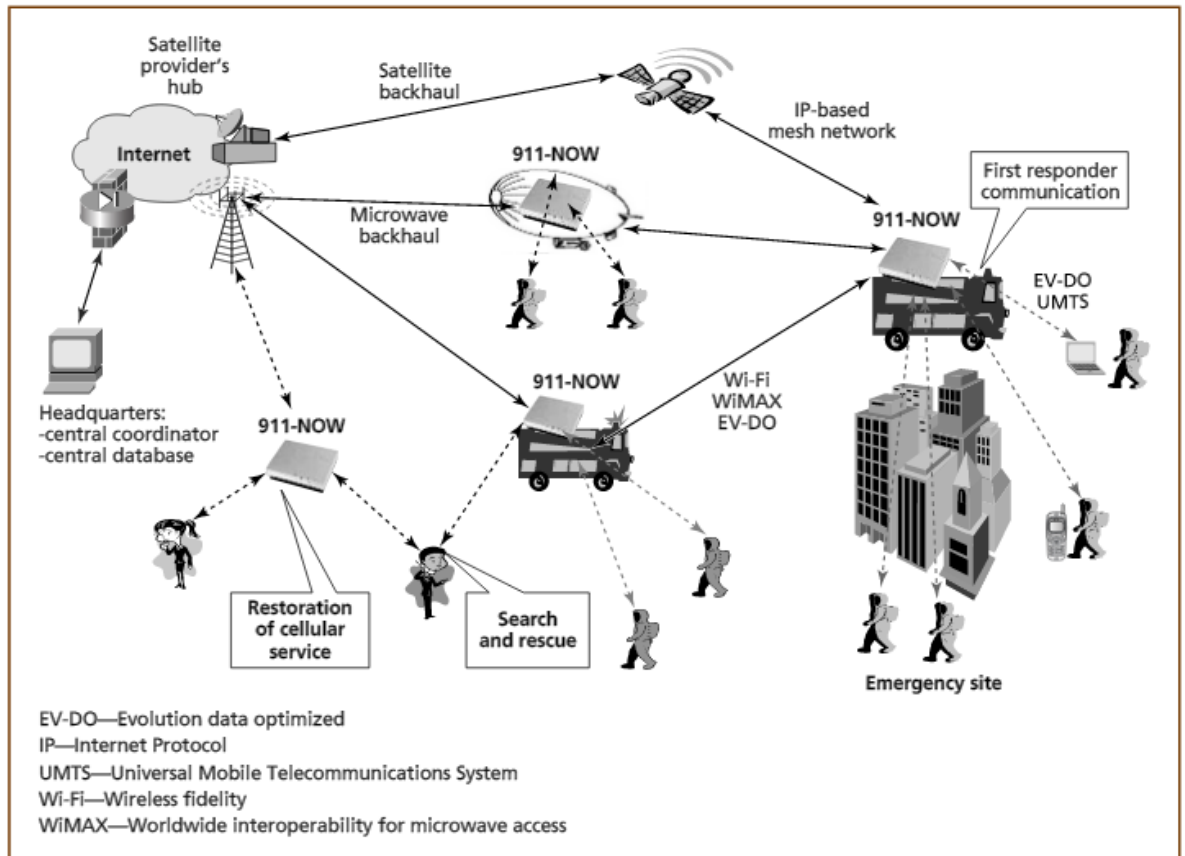 Satellite
provider's
hub
Satellite
backhaul
IP-based
mesh network
Internet
911-NOW
First responder
communication
Microwave
backhaul
911-NOW
EV-DO
UMTS
911-NOW
Wi-Fi
WiMAX
EV-DO
Headquarters:
-central coordinator
-central database
911-NOW
Restoration
of cellular
service
Search
and rescue
Emergency site
EV-DO—Evolution data optimized
IP—Internet Protocol
UMTS—Universal Mobile Telecommunications System
Wi-Fi—Wireless fidelity
WiMAX—Worldwide interoperability for microwave access